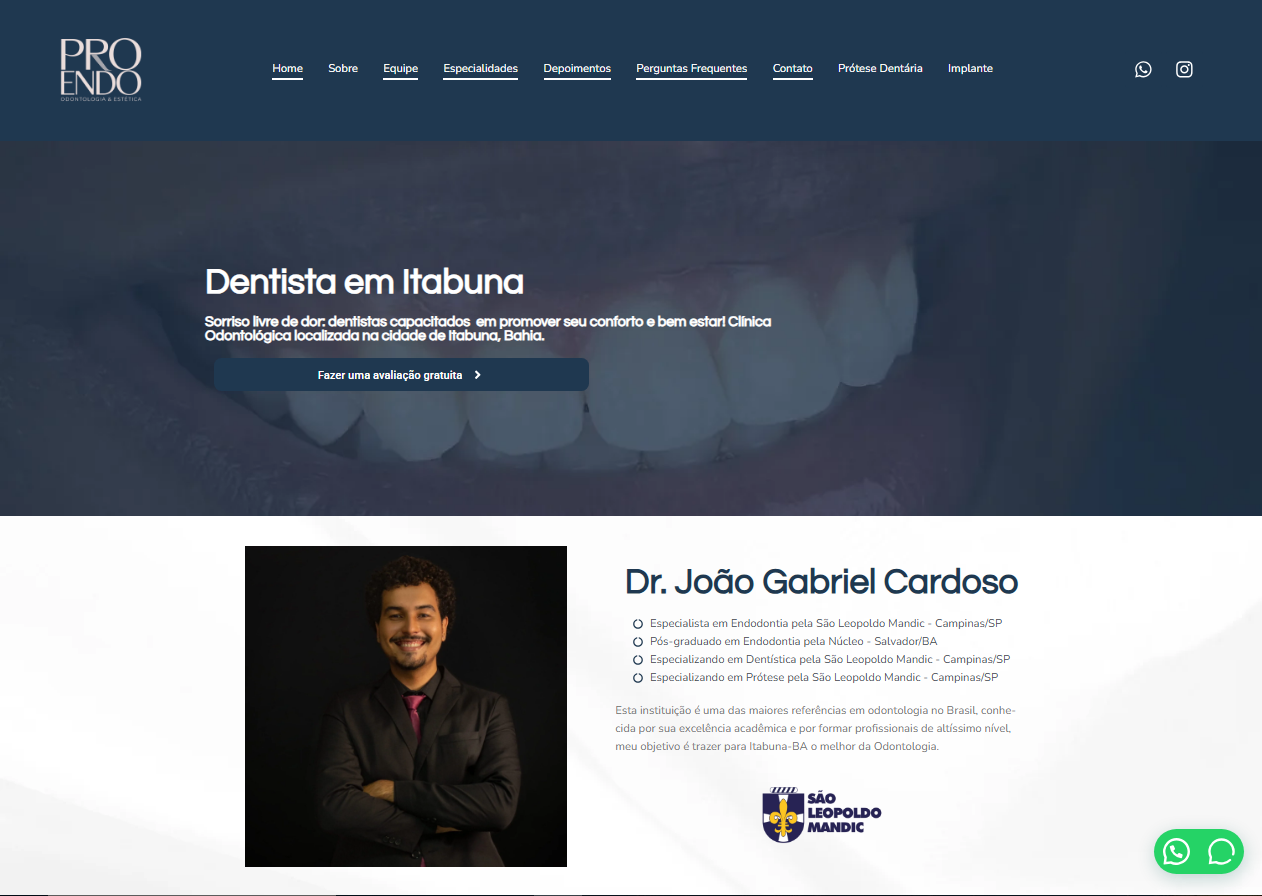 PRO
ENDO
ODONTOLOGIA & ESTÉTICA
Home Sobre Equipe Especialidades Depoimentos Perguntas Frequentes Contato Prótese Dentária Implante
Dentista em Itabuna
Sorriso livre de dor: dentistas capacitados em promover seu conforto e bem estar! Clínica
Odontológica localizada na cidade de Itabuna, Bahia.
Fazer uma avaliação gratuita
Dr. João Gabriel Cardoso
Especialista em Endodontia pela São Leopoldo Mandic - Campinas/SP
Pós-graduado em Endodontia pela Núcleo - Salvador/BA
Especializando em Dentística pela São Leopoldo Mandic - Campinas/SP
Especializando em Prótese pela São Leopoldo Mandic - Campinas/SP
Esta instituição é uma das maiores referências em odontologia no Brasil, conhe-
cida por sua excelência acadêmica e por formar profissionais de altíssimo nível,
meu objetivo é trazer para Itabuna-BA o melhor da Odontologia.
SÃO
LEOPOLDO
MANDIC